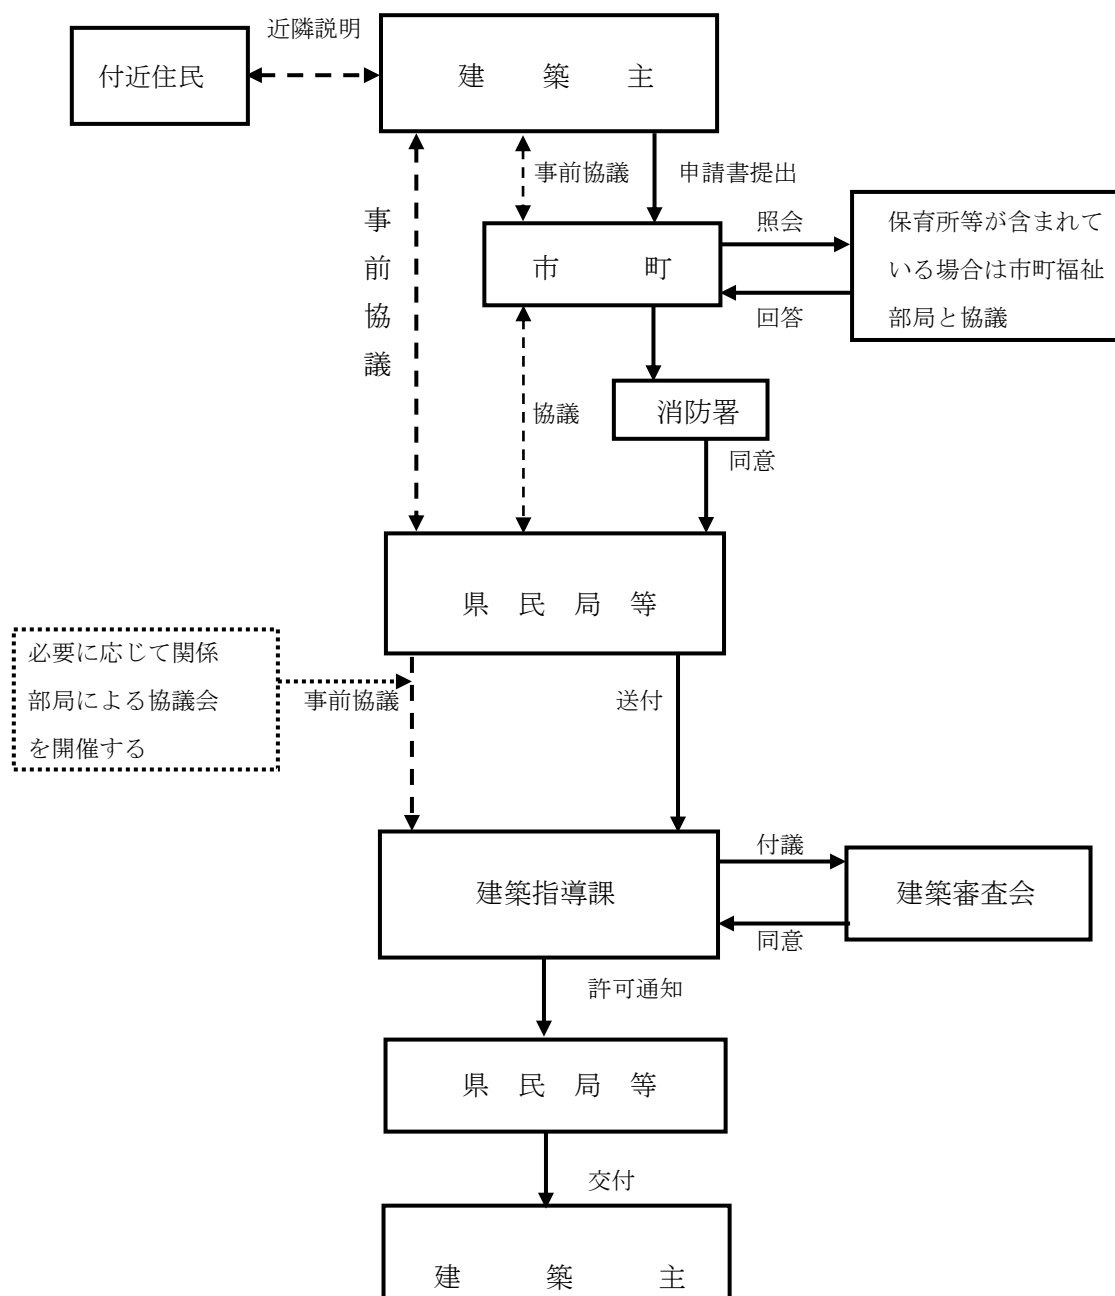 近隣説明
付近住民
建　築　主
事前協議
申請書提出
事
前
協
議
照会
保育所等が含まれて
いる場合は市町福祉
部局と協議
市　町
回答
消防署
協議
同意
県　民　局　等
必要に応じて関係
部局による協議会
を開催する
事前協議
送付
付議
建築指導課
建築審査会
同意
許可通知
県　民　局　等
交付
建　築　主